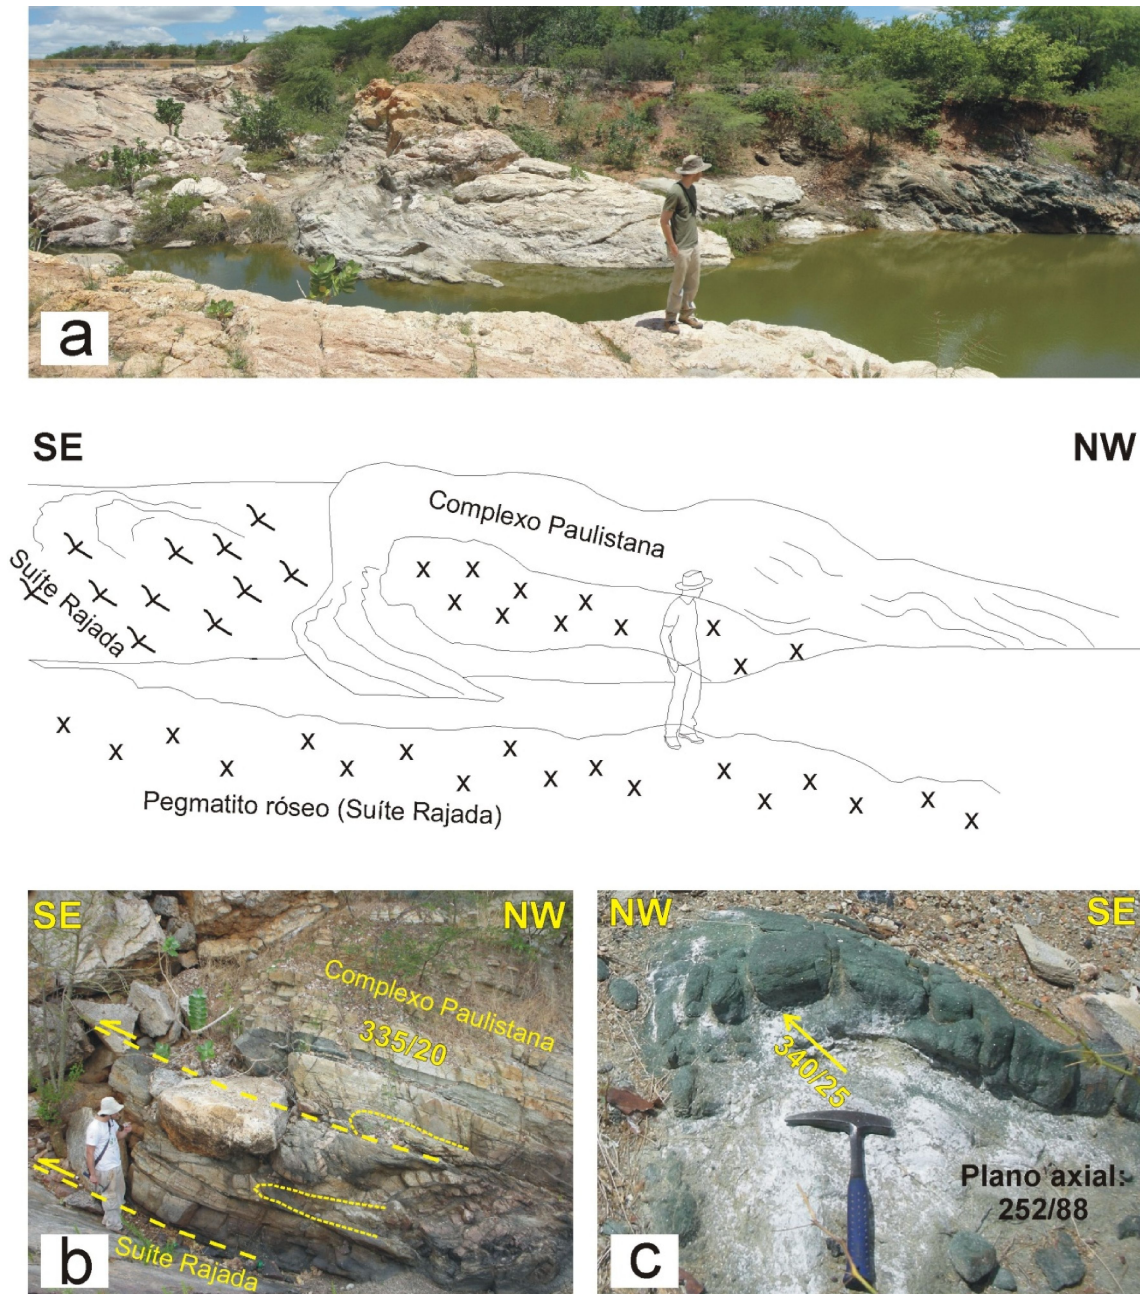 a
SE
NW
Complexo Paulistana
Suíte Rajada
x x x x x x x x x x
x x x x x x x x x x x x x x x x x
Pegmatito róseo (Suíte Rajada)
SE
NW
Complexo Paulistana
335/20
Suíte Rajada
b
NW
SE
340/25
Plano axial:
252/88
c